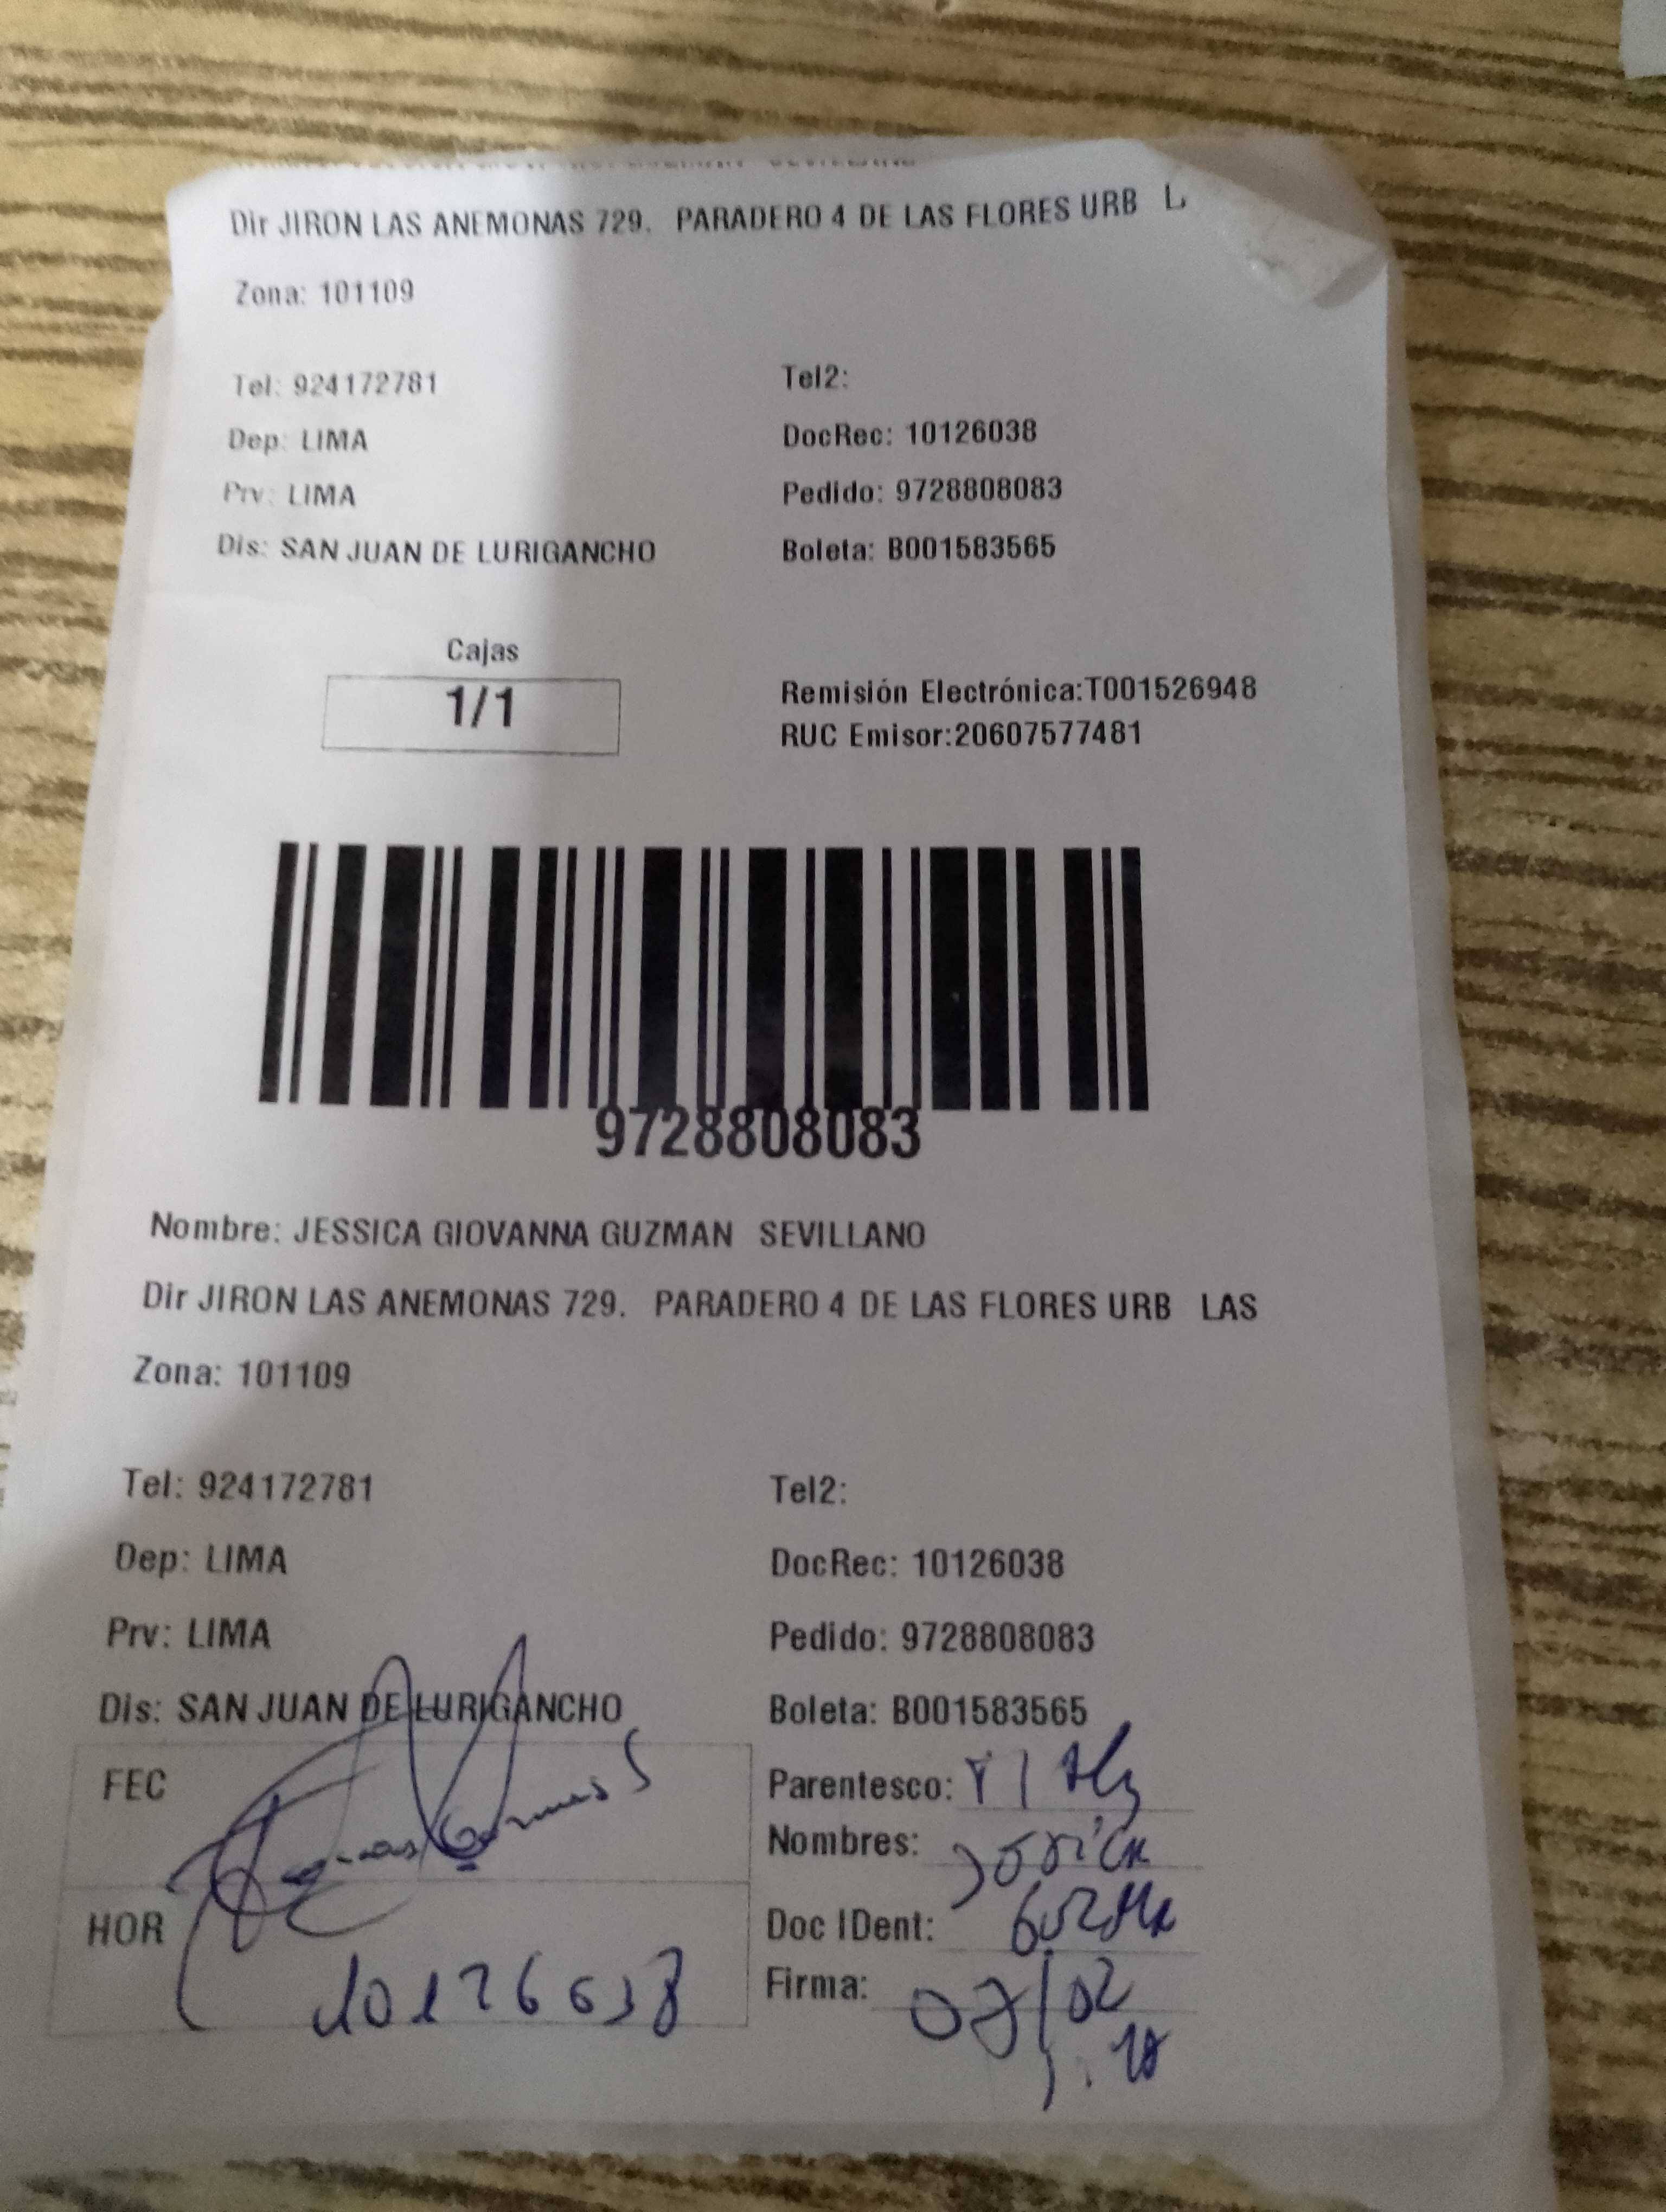 Dir JIRON LAS ANEMONAS 729. PARADERO 4 DE LAS FLORES URB
Zona: 101109
Tel: 924172781 Tel2:
Dep: LIMA DocRec: 10126038
Prv: LIMA Pedido: 9728808083
Dis: SAN JUAN DE LURIGANCHO Boleta: B001583565
Cajas
1/1
Remisión Electrónica:T001526948
RUC Emisor:20607577481
9728808083
Nombre: JESSICA GIOVANNA GUZMAN SEVILLANO
Dir JIRON LAS ANEMONAS 729. PARADERO 4 DE LAS FLORES URB LAS
Zona: 101109
Tel: 924172781 Tel2:
Dep: LIMA DocRec: 10126038
Prv: LIMA Pedido: 9728808083
Dis: SAN JUAN DE LURIGANCHO Boleta: B001583565
FEC
Parentesco:
Nombres:
HOR
Doc IDent:
Firma:
10126038